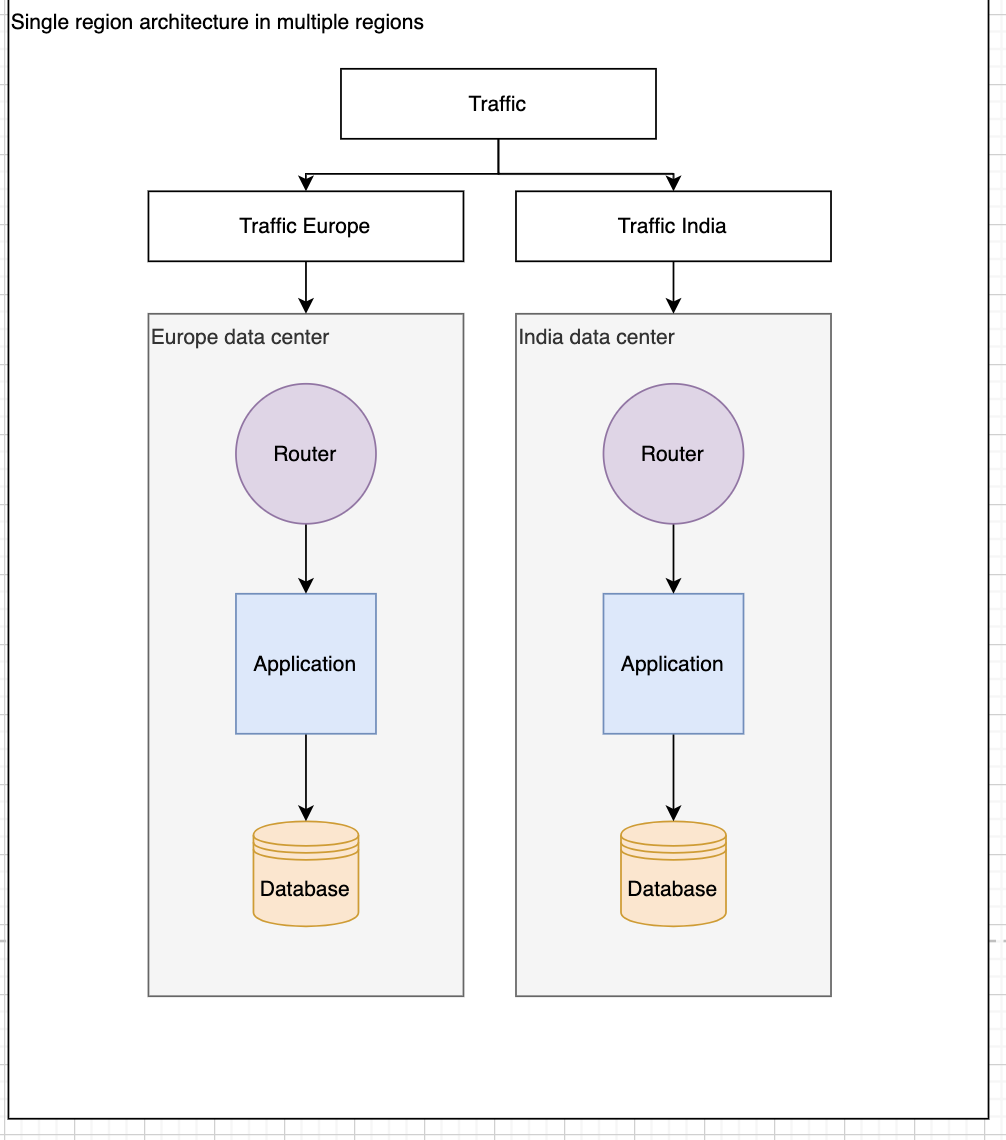 Single region architecture in multiple regions
Traffic
Traffic Europe
Traffic India
Europe data center
India data center
Router
Router
Application
Application
Database
Database